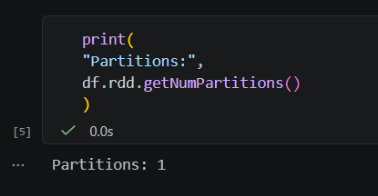 print(
"Partitions:",
df.rdd.getNumPartitions()
)
[5] 0.0s
Partitions: 1